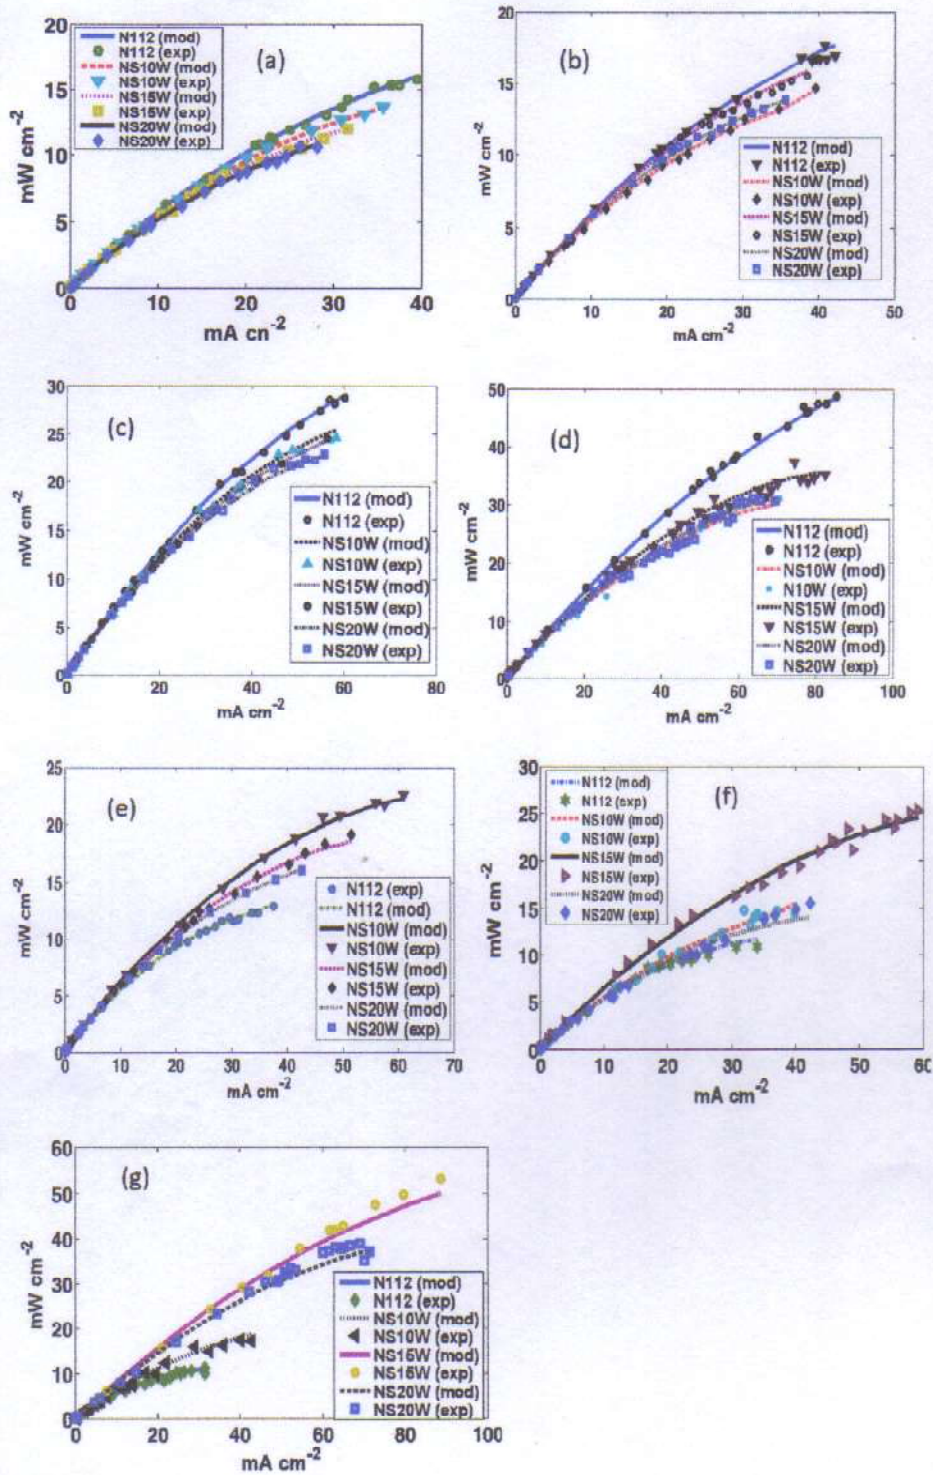 20
15
10
5
0
mW cm-2
N112 (mod)
N112 (exp)
NS10W (mod)
NS10W (exp)
NS15W (mod)
NS15W (exp)
NS20W (mod)
NS20W (exp)
(a)
0 10 20 30 40
mA cn-2
20
15
10
5
0
mW cm-2
(b)
N112 (mod)
N112 (exp)
NS10W (mod)
NS10W (exp)
NS15W (mod)
NS15W (exp)
NS20W (mod)
NS20W (exp)
0 10 20 30 40 50
mA cm-2
30
25
20
15
10
5
0
mW cm-2
(c)
N112 (mod)
N112 (exp)
NS10W (mod)
NS10W (exp)
NS15W (mod)
NS15W (exp)
NS20W (mod)
NS20W (exp)
0 20 40 60 80
mA cm-2
50
40
30
20
10
0
mW cm-2
(d)
N112 (mod)
N112 (exp)
NS10W (mod)
N10W (exp)
NS15W (mod)
NS15W (exp)
NS20W (mod)
NS20W (exp)
0 20 40 60 80 100
mA cm-2
25
20
15
10
5
0
mW cm-2
(e)
N112 (exp)
N112 (mod)
NS10W (mod)
NS10W (exp)
NS15W (mod)
NS15W (exp)
NS20W (mod)
NS20W (exp)
0 10 20 30 40 50 60 70
mA cm-2
30
25
20
15
10
5
0
mW cm-2
N112 (mod)
N112 (exp)
NS10W (mod)
NS10W (exp)
NS15W (mod)
NS15W (exp)
NS20W (mod)
NS20W (exp)
(f)
0 10 20 30 40 50 60
mA cm-2
60
50
40
30
20
10
0
mW cm-2
(g)
N112 (mod)
N112 (exp)
NS10W (mod)
NS10W (exp)
NS15W (mod)
NS15W (exp)
NS20W (mod)
NS20W (exp)
0 20 40 60 80 100
mA cm-2